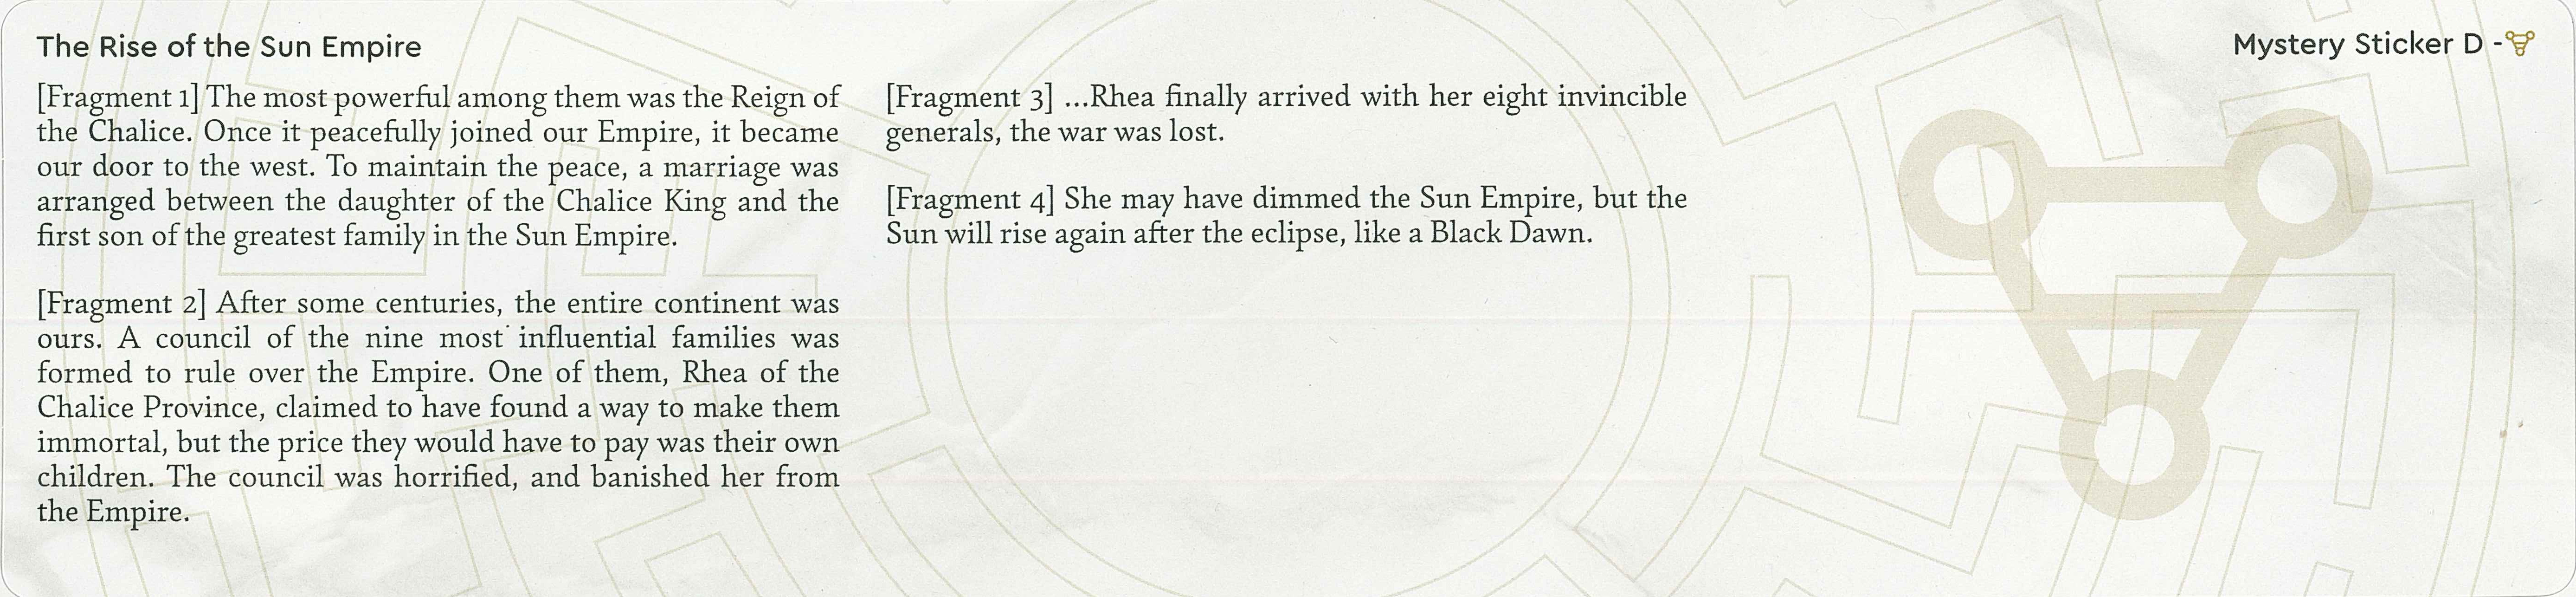 The Rise of the Sun Empire
Mystery Sticker D -
[Fragment 1] The most powerful among them was the Reign of
the Chalice. Once it peacefully joined our Empire, it became
our door to the west. To maintain the peace, a marriage was
arranged between the daughter of the Chalice King and the
first son of the greatest family in the Sun Empire.
[Fragment 2] After some centuries, the entire continent was
ours. A council of the nine most influential families was
formed to rule over the Empire. One of them, Rhea of the
Chalice Province, claimed to have found a way to make them
immortal, but the price they would have to pay was their own
children. The council was horrified, and banished her from
the Empire.
[Fragment 3] ...Rhea finally arrived with her eight invincible
generals, the war was lost.
[Fragment 4] She may have dimmed the Sun Empire, but the
Sun will rise again after the eclipse, like a Black Dawn.